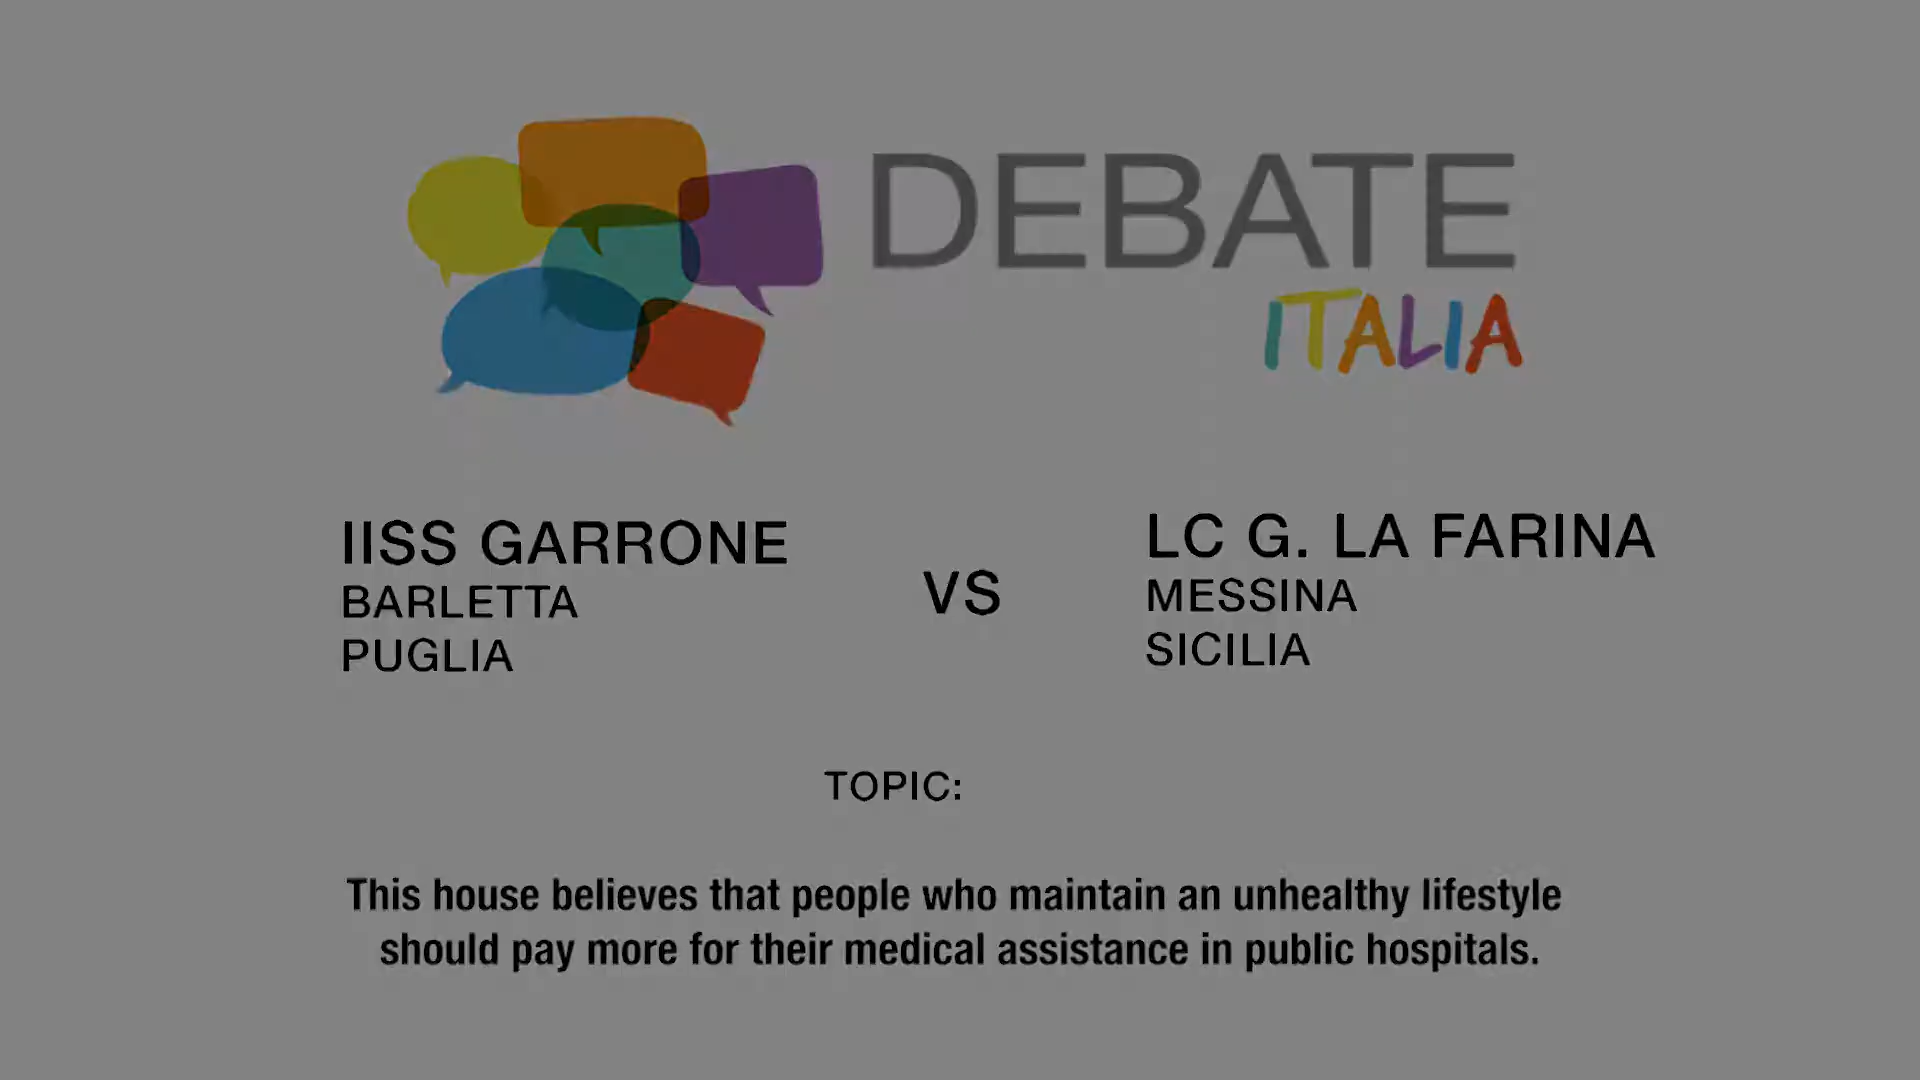 DEBATE
ITALIA
IISS GARRONE
BARLETTA
PUGLIA
VS
LC G. LA FARINA
MESSINA
SICILIA
TOPIC:
This house believes that people who maintain an unhealthy lifestyle
should pay more for their medical assistance in public hospitals.